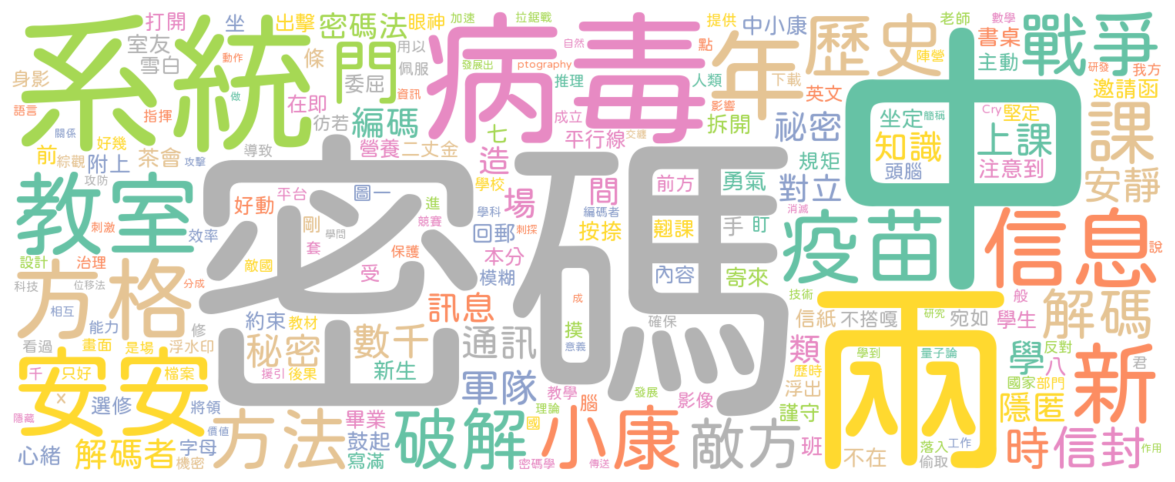 系統
病毒
年
歷史
中
戰爭
密碼
兩
門
打開
坐
出擊
密碼法
眼神
加速
拉鋸戰
提供
中小康
老師
數學
室友
雪白
委屈
條
用以
佩服
發展出
自然
ptography
推理
點
人類
下載
陣營
書桌
主動
研發
我方
邀請函
身影
動作
做
語言
指揮
在即
彷若
編碼
資訊
成立
影響
英文
拆開
祕密
坐定
簡稱
Cry
堅定
知識
上課
頭腦
注意到
課
安靜
關係
好幾
綜觀
前
附上
攻擊
攻防
茶會
導致
營養
二丈金
七
造
平行線
交織
規矩
對立
教室
刺激
效率
好動
平台
圖一
剛
套
敵國
學校
進
競賽
學科
學問
保護
受
場
間
編碼者
刺探
回郵
本分
模糊
前方
勇氣
手
盯
按捺
翹課
消滅
內容
寄來
疫苗
信息
說
設計
治理
科技
位移法
分成
方格
相互
能力
看過
畫面
是場
修
浮水印
約束
教材
秘密
援引
後果
數千
訊息
通訊
新生
摸
成
意義
確保
類
技術
般
信紙
不搭嘎
研究
宛如
學生
解碼
學到
量子論
學
反對
八
安安
千
只好
檔案
選修
將領
隱藏
X
價值
字母
心緒
解碼者
機密
方法
畢業
鼓起
寫滿
軍隊
破解
教學
理論
腦
國
發展
影像
密碼學
傳送
小康
敵方
歷時
浮出
謹守
班
不在
國家
部門
君
隱匿
落入
工作
偷取
時
信封
作用
新